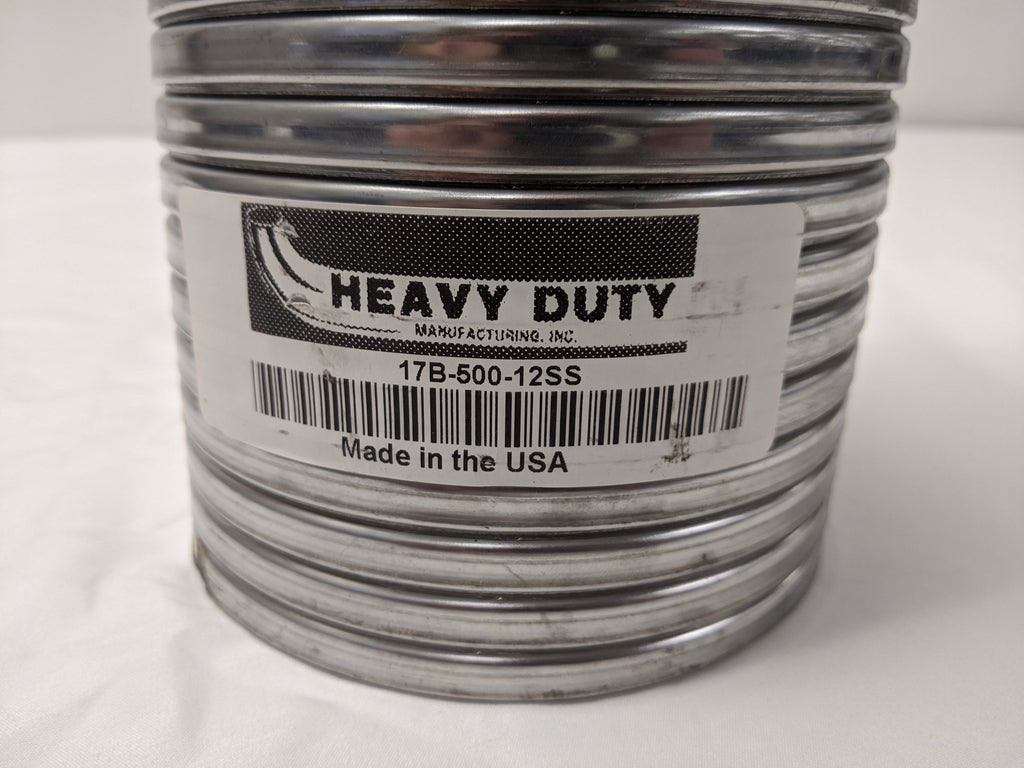 HEAVY DUTY
MANUFACTURING, INC.
17B-500-12SS
Made in the USA